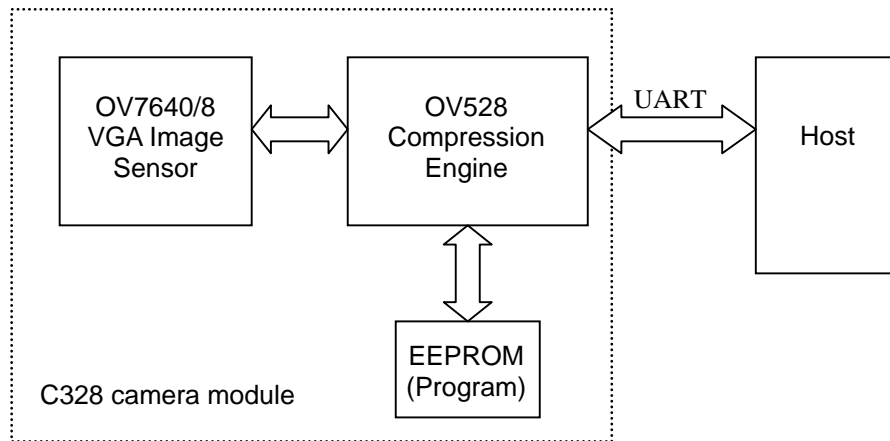 OV7640/8
VGA Image
Sensor
OV528
Compression
Engine
UART
Host
EEPROM
(Program)
C328 camera module